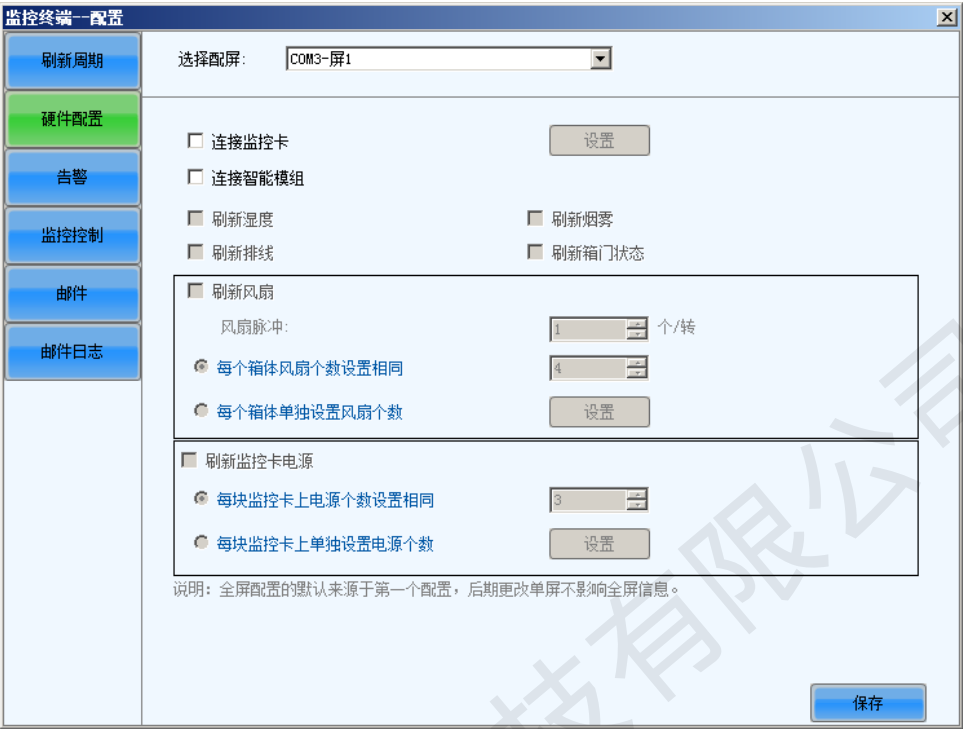 监控终端--配置
刷新周期
硬件配置
告警
监控控制
邮件
邮件日志
选择配屏: COM3-屏1
连接监控卡 设置
连接智能模组
刷新湿度 刷新烟雾
刷新排线 刷新箱门状态
刷新风扇
风扇脉冲: 1 个/转
每个箱体风扇个数设置相同 4
每个箱体单独设置风扇个数 设置
刷新监控卡电源
每块监控卡上电源个数设置相同 3
每块监控卡上单独设置电源个数 设置
说明: 全屏配置的默认来源于第一个配置，后期更改单屏不影响全屏信息。
保存
技有限公司